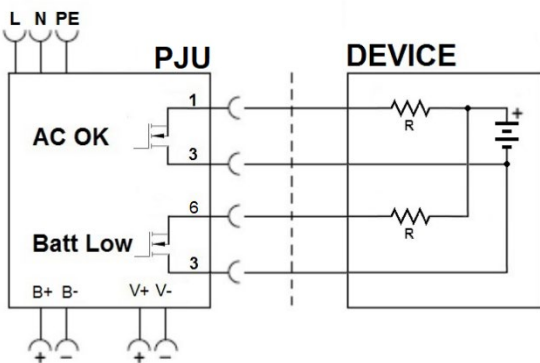 L N PE
PJU DEVICE
1
R
+
AC OK
3
6
R
Batt Low
3
B+ B- V+ V-
+ − + −